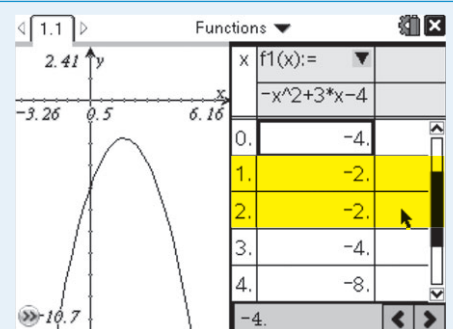 1.1 Functions
2.41 y
x
-3.26 0.5 6.16
-10.7
x f1(x):=
-x^2+3*x-4
0. -4.
1. -2.
2. -2.
3. -4.
4. -8.
-4.